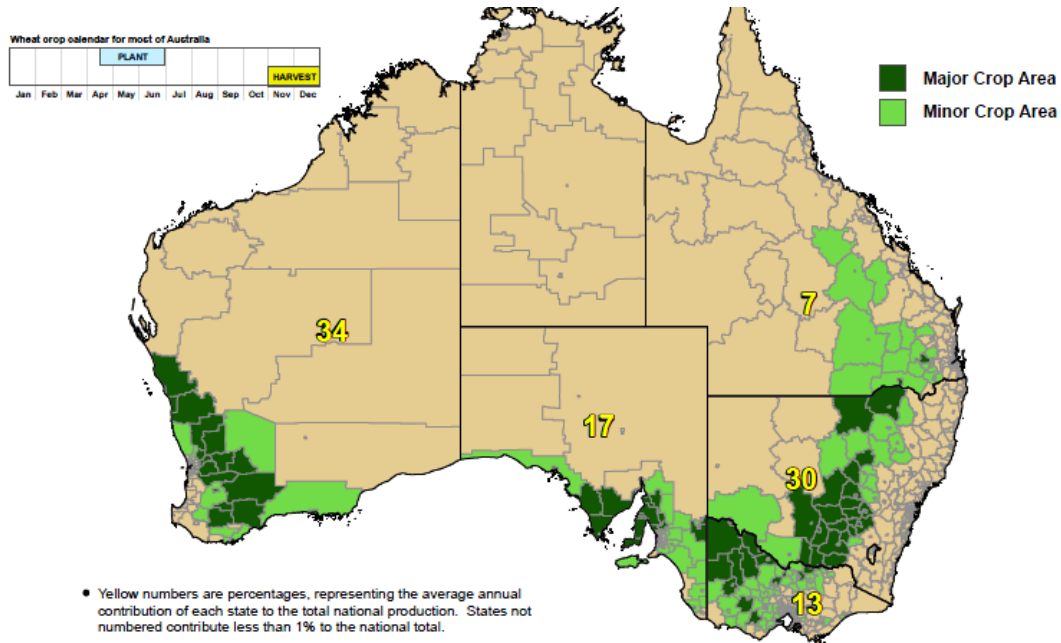 Wheat crop calendar for most of Australia
PLANT
HARVEST
Jan Feb Mar Apr May Jun Jul Aug Sep Oct Nov Dec
Major Crop Area
Minor Crop Area
7
34
17
30
13
• Yellow numbers are percentages, representing the average annual
contribution of each state to the total national production. States not
numbered contribute less than 1% to the national total.